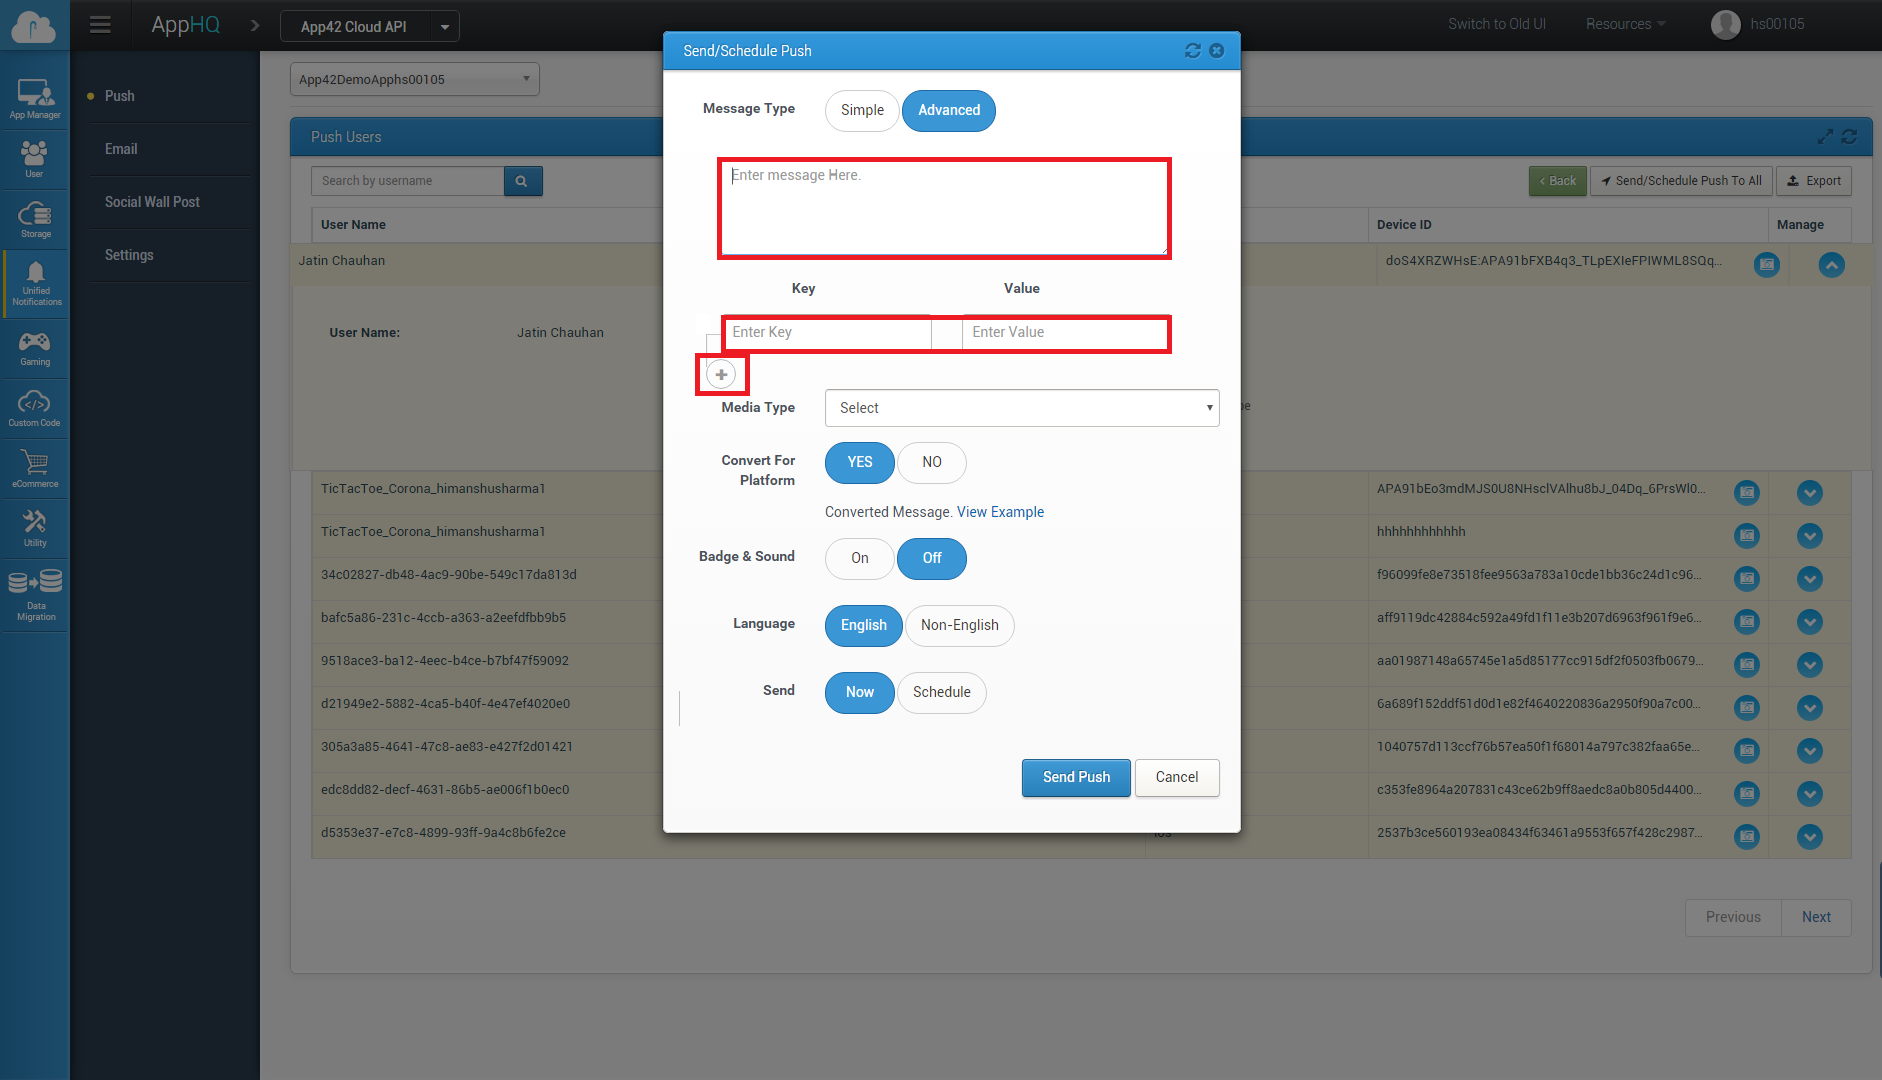 AppHQ
App42 Cloud API
Switch to Old UI
Resources
hs00105
App Manager
User
Storage
Unified
Notifications
Gaming
Custom Code
eCommerce
Utility
Data
Migration
Push
Email
Social Wall Post
Settings
App42DemoApphs00105
Push Users
Search by username
Back
Send/Schedule Push To All
Export
User Name
Device ID
Manage
Jatin Chauhan
doS4XRZWHsE:APA91bFXB4q3_TLpEXIeFPIWML8SQq...
User Name:
Jatin Chauhan
TicTacToe_Corona_himanshusharma1
APA91bEo3mdMJS0U8NHsclVAlhu8bJ_04Dq_6PrsWl0...
TicTacToe_Corona_himanshusharma1
hhhhhhhhhhhh
34c02827-db48-4ac9-90be-549c17da813d
f96099fe8e73518fee9563a783a10cde1bb36c24d1c96...
bafc5a86-231c-4ccb-a363-a2eefdfbb9b5
aff9119dc42884c592a49fd1f11e3b207d6963f961f9e6...
9518ace3-ba12-4eec-b4ce-b7bf47f59092
aa01987148a65745e1a5d85177cc915df2f0503fb0679...
d21949e2-5882-4ca5-b40f-4e47ef4020e0
6a689f152ddf51d0d1e82f4640220836a2950f90a7c00...
305a3a85-4641-47c8-ae83-e427f2d01421
1040757d113ccf76b57ea50f1f68014a797c382faa65e...
edc8dd82-decf-4631-86b5-ae006f1b0ec0
c353fe8964a207831c43ce62b9ff8aedc8a0b805d4400...
d5353e37-e7c8-4899-93ff-9a4c8b6fe2ce
2537b3ce560193ea08434f63461a9553f657f428c2987...
Previous
Next
Send/Schedule Push
Message Type
Simple
Advanced
Enter message Here.
Key
Value
Enter Key
Enter Value
Media Type
Select
Convert For
Platform
YES
NO
Converted Message. View Example
Badge & Sound
On
Off
Language
English
Non-English
Send
Now
Schedule
Send Push
Cancel